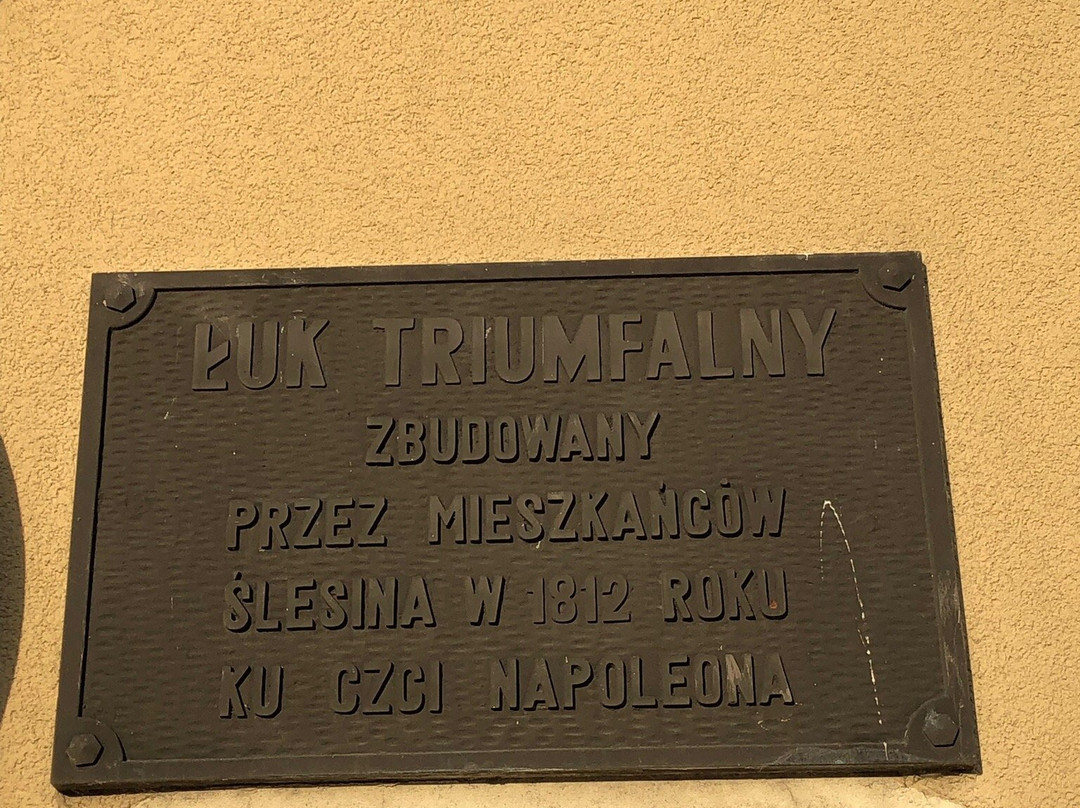 ŁUK TRIUMFALNY
ZBUDOWANY
PRZEZ MIESZKAŃCÓW
ŚLESINA W 1812 ROKU
KU CZCI NAPOLEONA